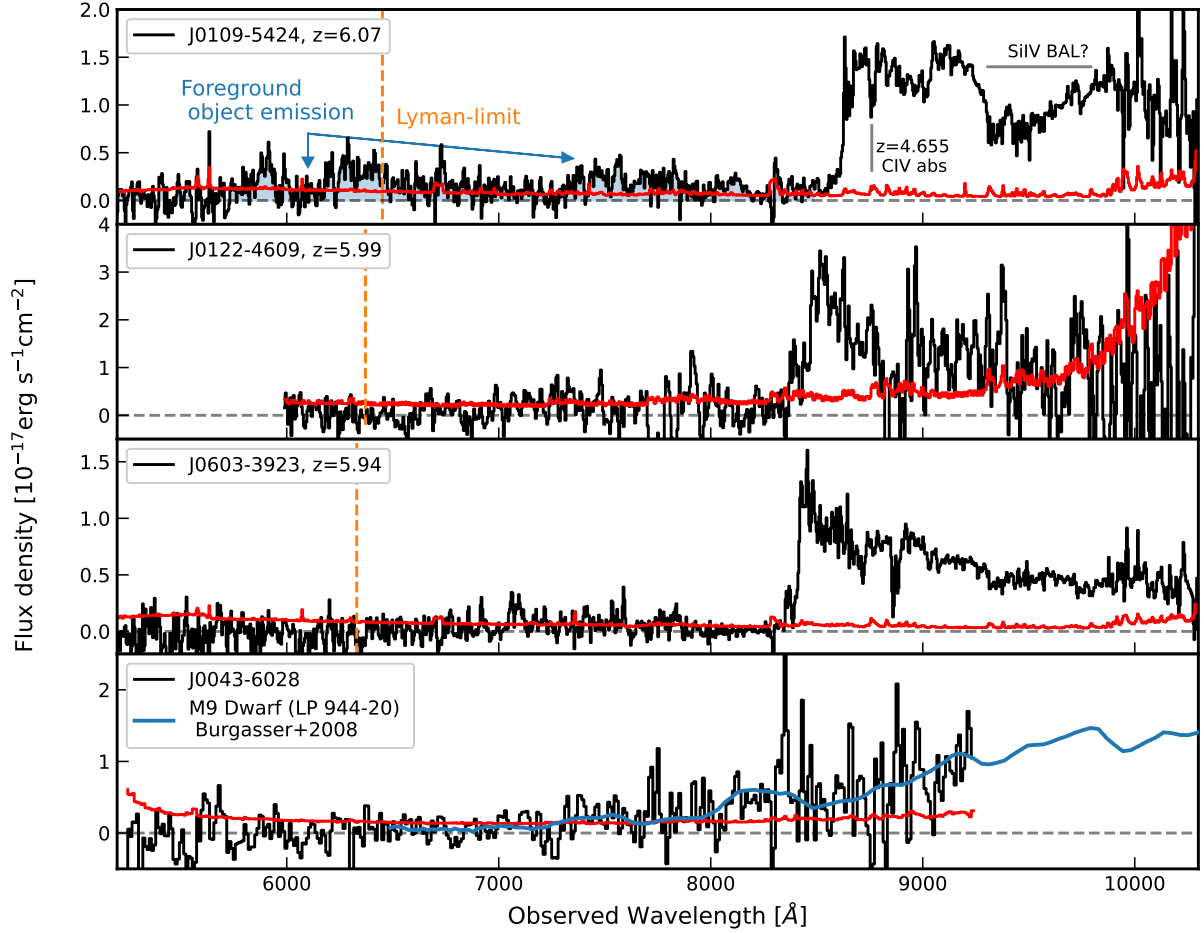 2.0
J0109-5424, z=6.07
SiIV BAL?
1.5
Foreground
object emission
Lyman-limit
1.0
z=4.655
CIV abs
0.5
0.0
4
J0122-4609, z=5.99
3
2
1
0
J0603-3923, z=5.94
1.5
1.0
0.5
0.0
J0043-6028
M9 Dwarf (LP 944-20)
Burgasser+2008
2
1
0
6000 7000 8000 9000 10000
Observed Wavelength [Å]
Flux density [10⁻¹⁷erg s⁻¹cm⁻²]